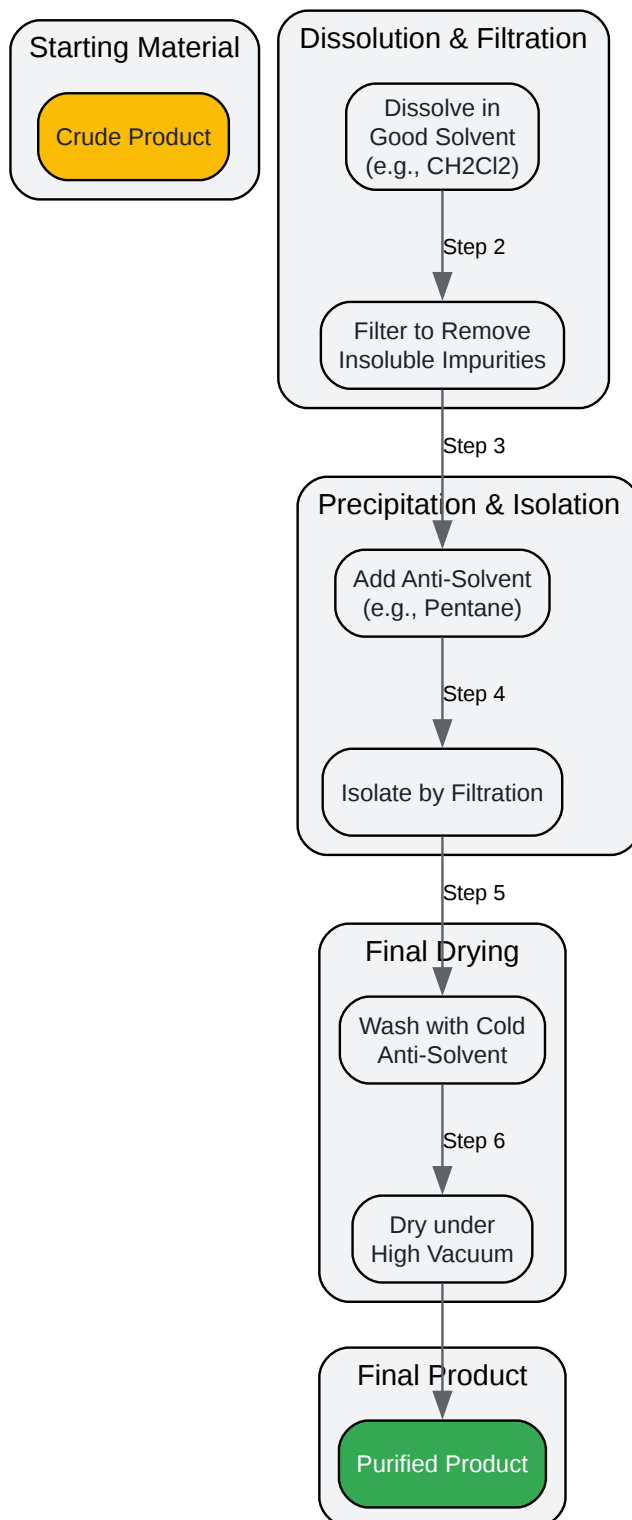 Starting Material
Crude Product
Dissolution & Filtration
Dissolve in
Good Solvent
(e.g., CH2Cl2)
Step 2
Filter to Remove
Insoluble Impurities
Step 3
Precipitation & Isolation
Add Anti-Solvent
(e.g., Pentane)
Step 4
Isolate by Filtration
Step 5
Final Drying
Wash with Cold
Anti-Solvent
Step 6
Dry under
High Vacuum
Final Product
Purified Product